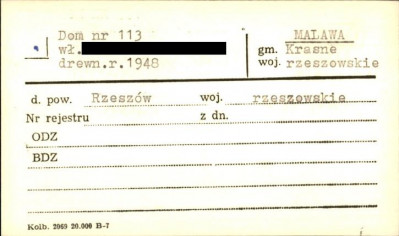 Dom nr 113 MALAWA
wł. gm. Krasne
drewn.r.1948 woj. rzeszowskie
d. pow. Rzeszów woj. rzeszowskie
Nr rejestru z dn.
ODZ
BDZ
Kolb. 2069 20.000 B-7